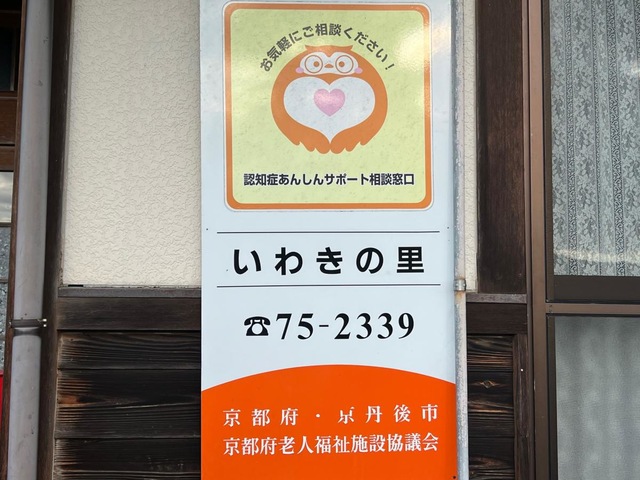 お気軽にご相談ください！
認知症あんしんサポート相談窓口
いわきの里
☎75-2339
京都府・京丹後市
京都府老人福祉施設協議会